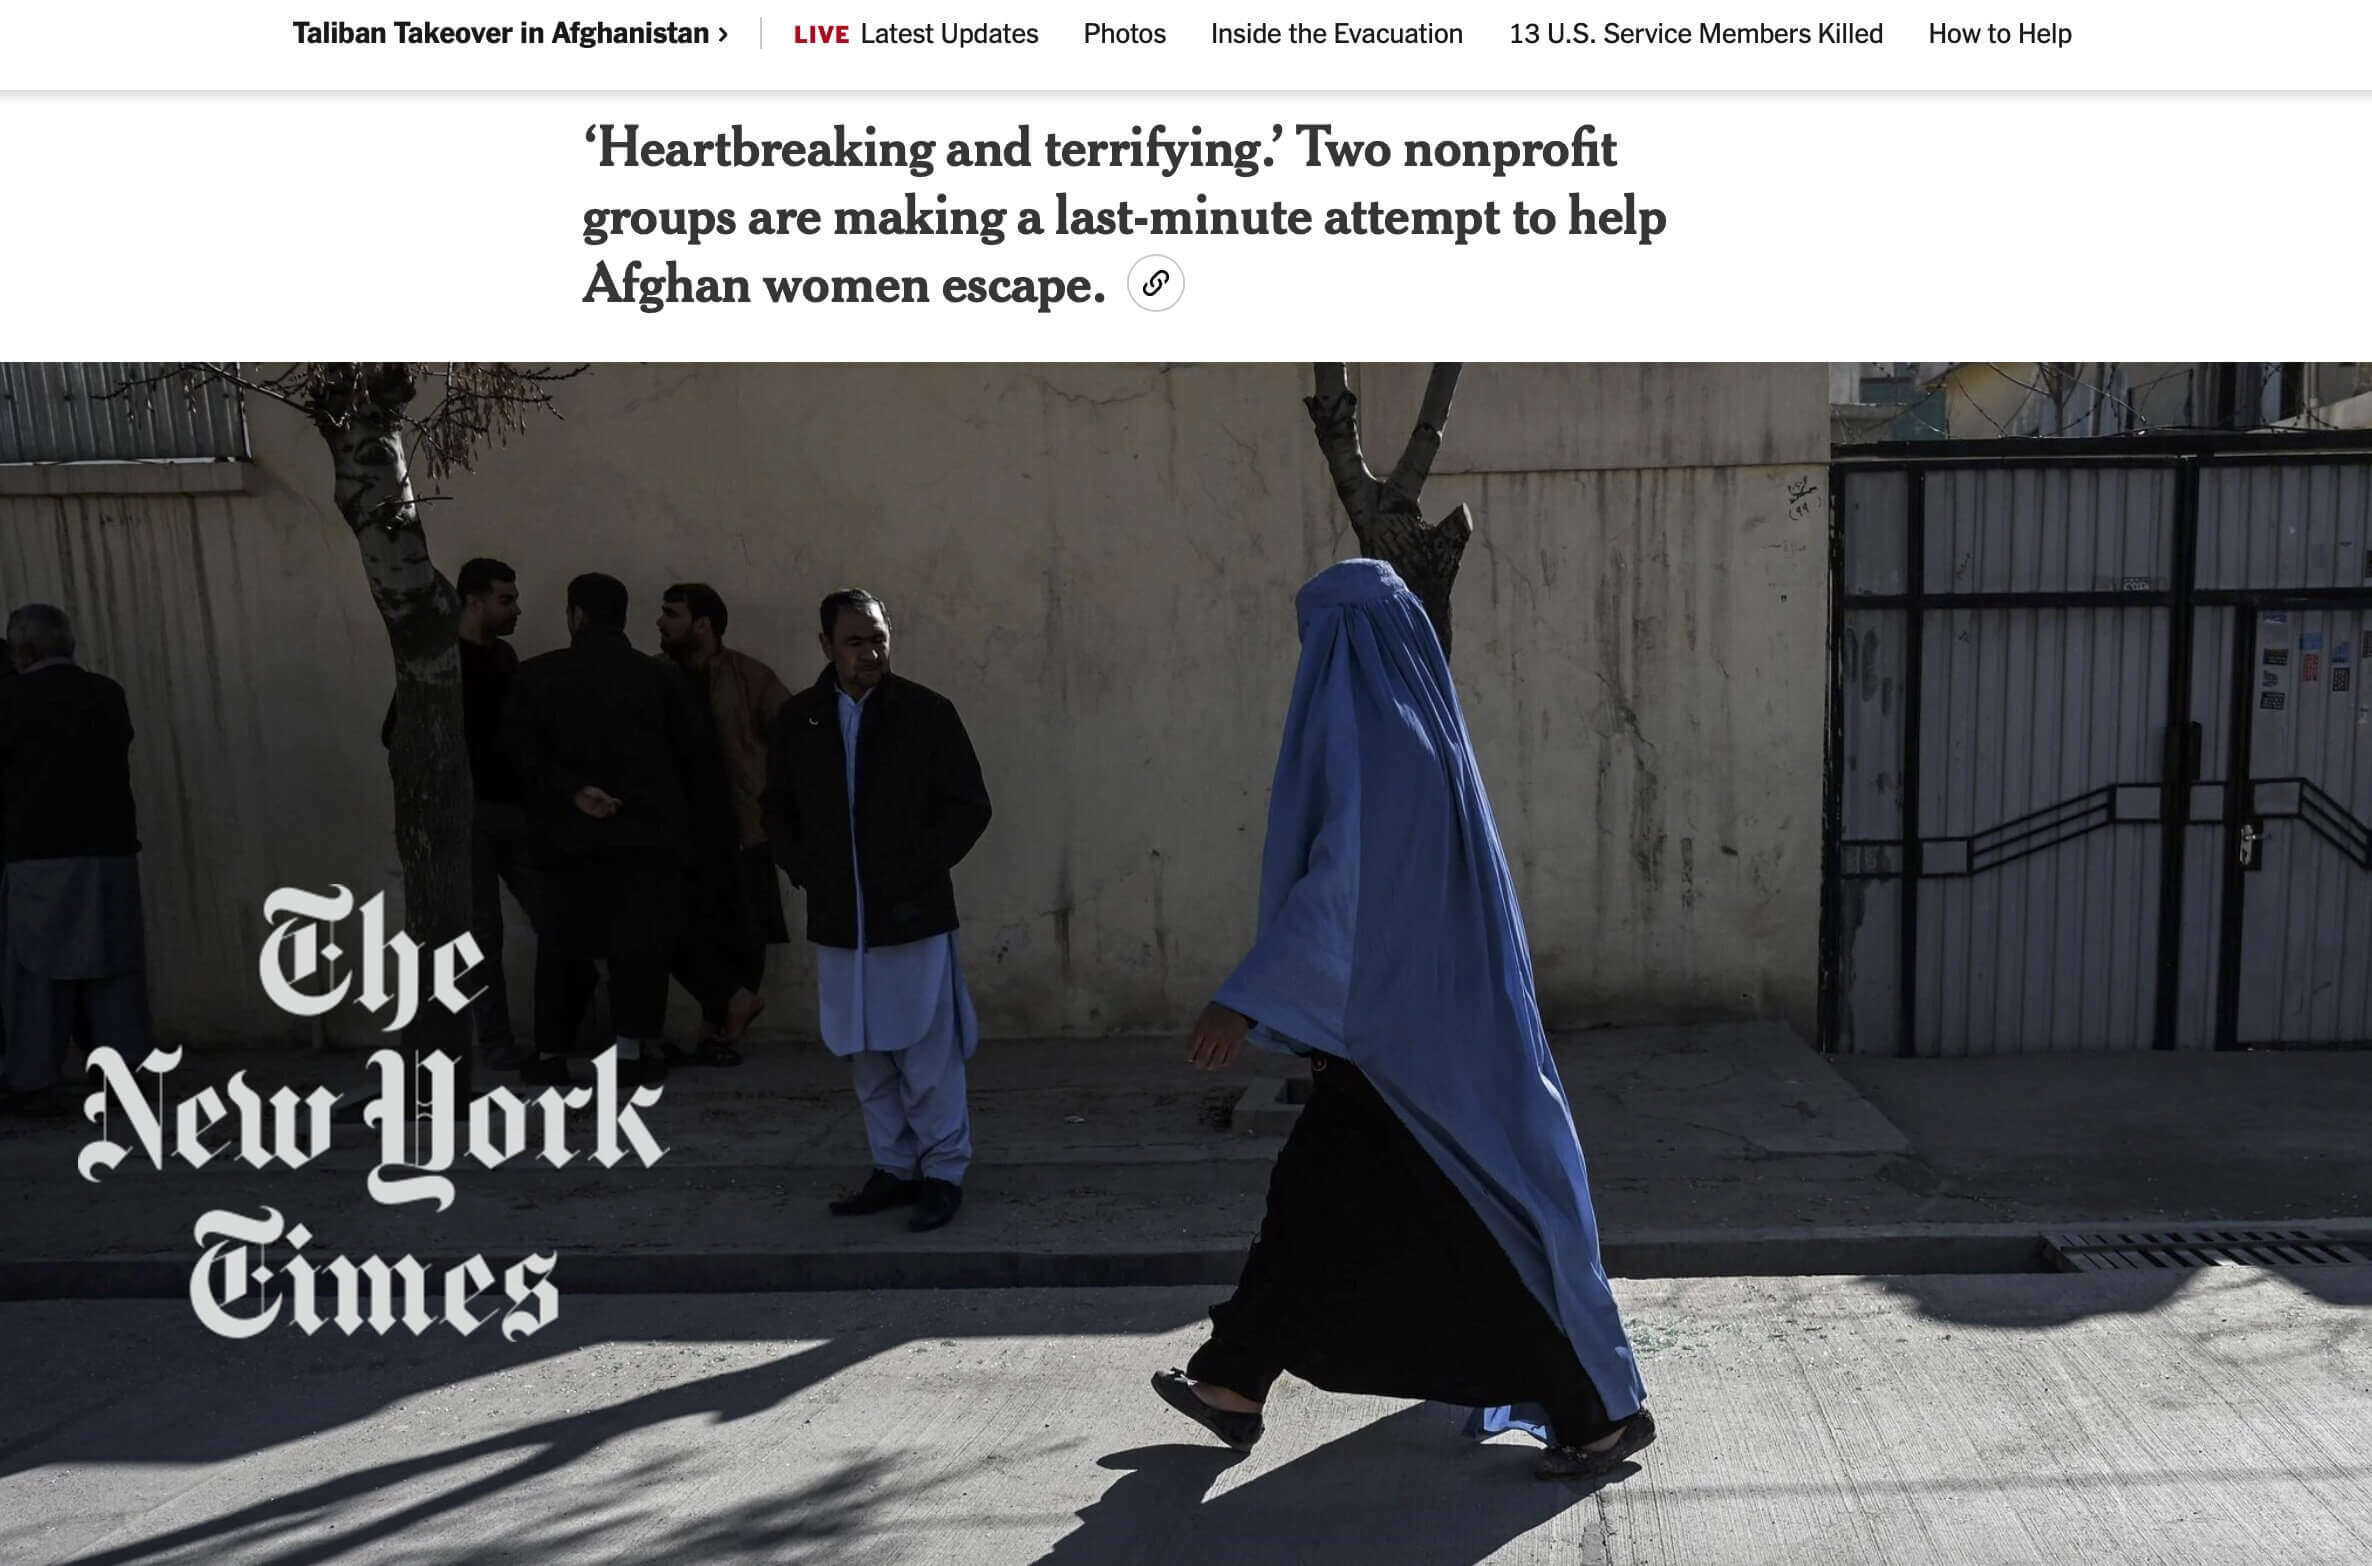 Taliban Takeover in Afghanistan › LIVE Latest Updates Photos Inside the Evacuation 13 U.S. Service Members Killed How to Help
‘Heartbreaking and terrifying.’ Two nonprofit
groups are making a last-minute attempt to help
Afghan women escape.
The
New York
Times